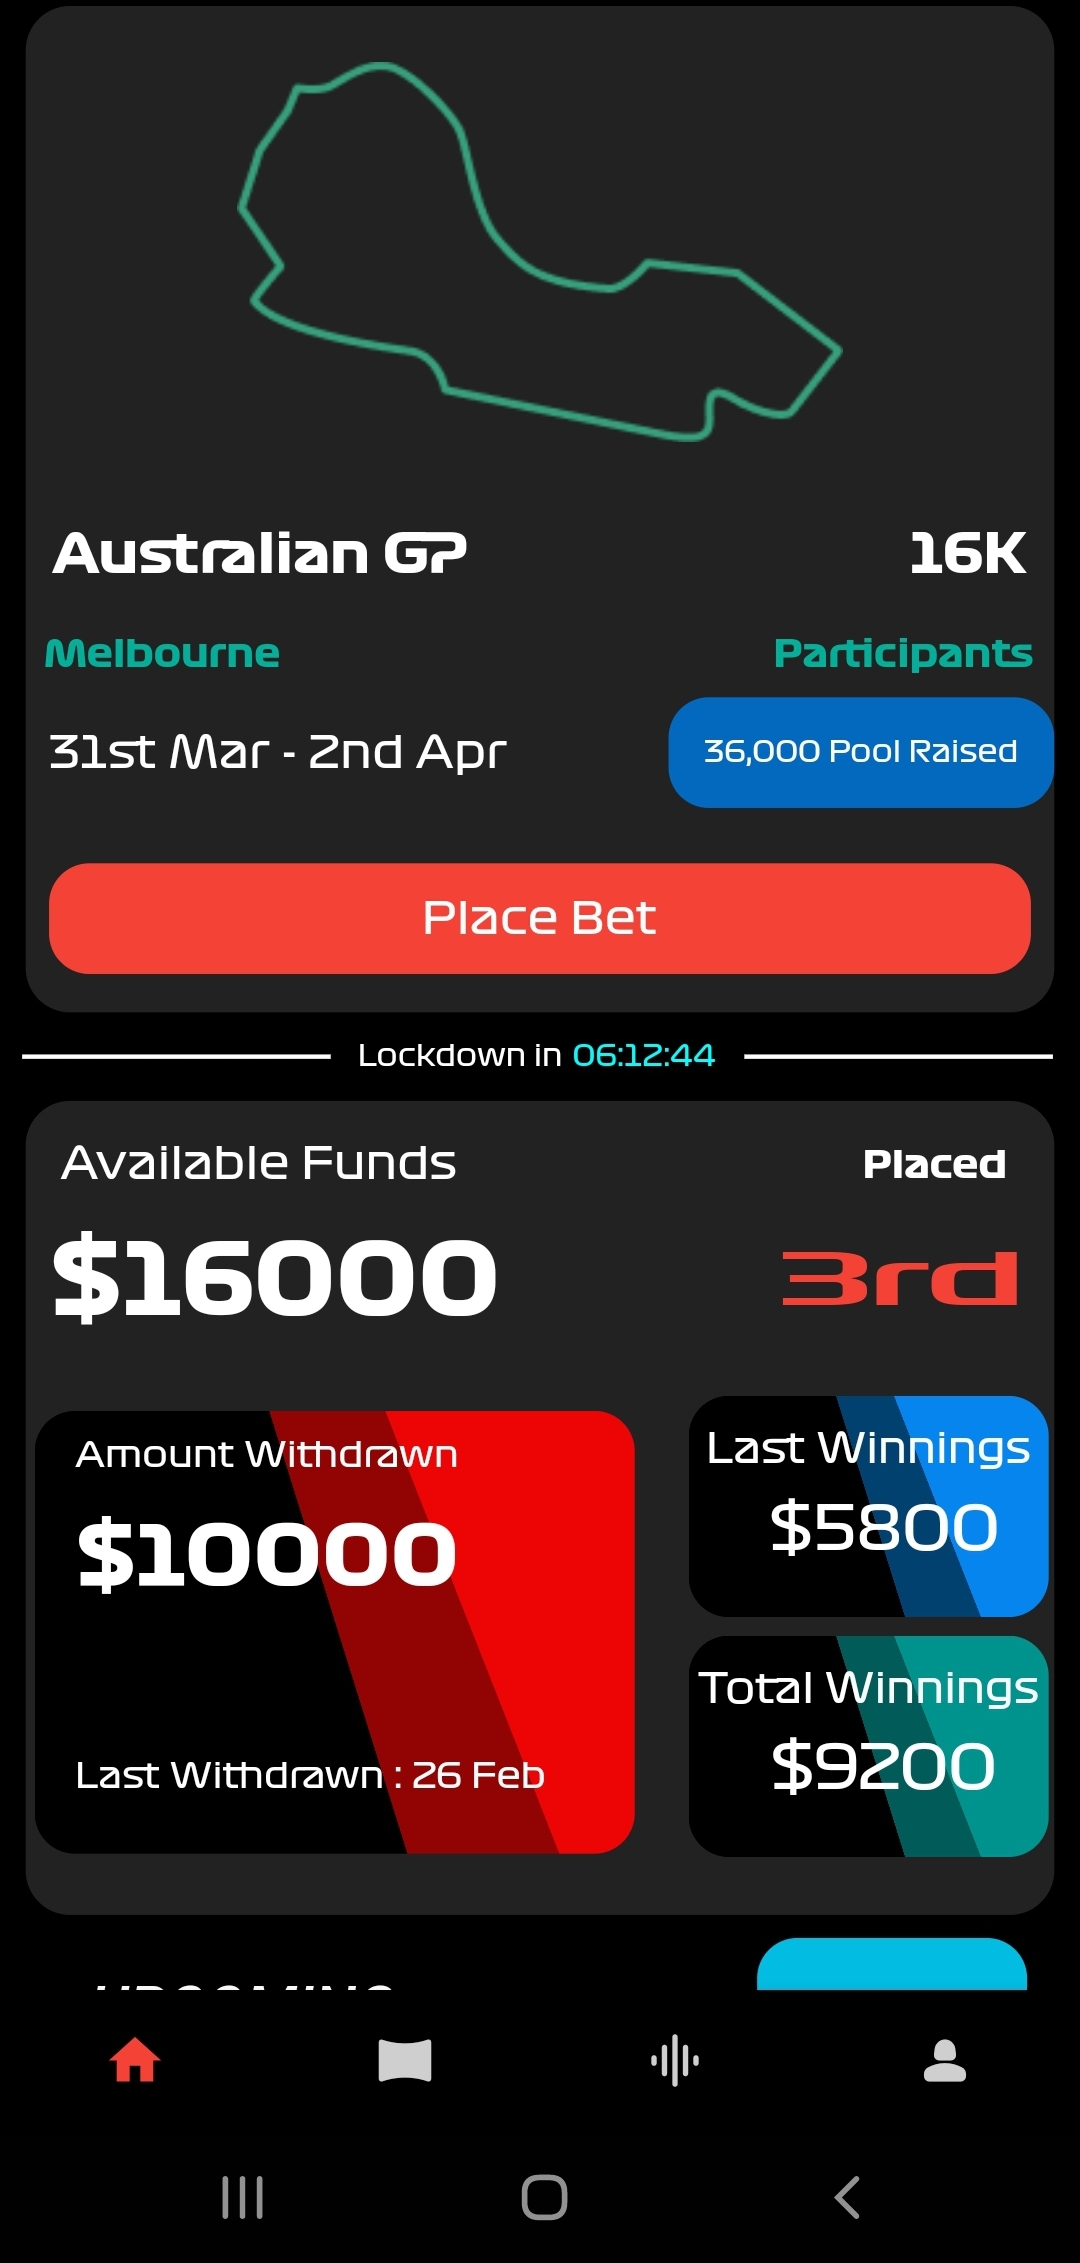 Australian GP
16K
Melbourne
Participants
31st Mar - 2nd Apr
36,000 Pool Raised
Place Bet
Lockdown in 06:12:44
Available Funds
Placed
$16000
3rd
Amount Withdrawn
$10000
Last Withdrawn : 26 Feb
Last Winnings
$5800
Total Winnings
$9200